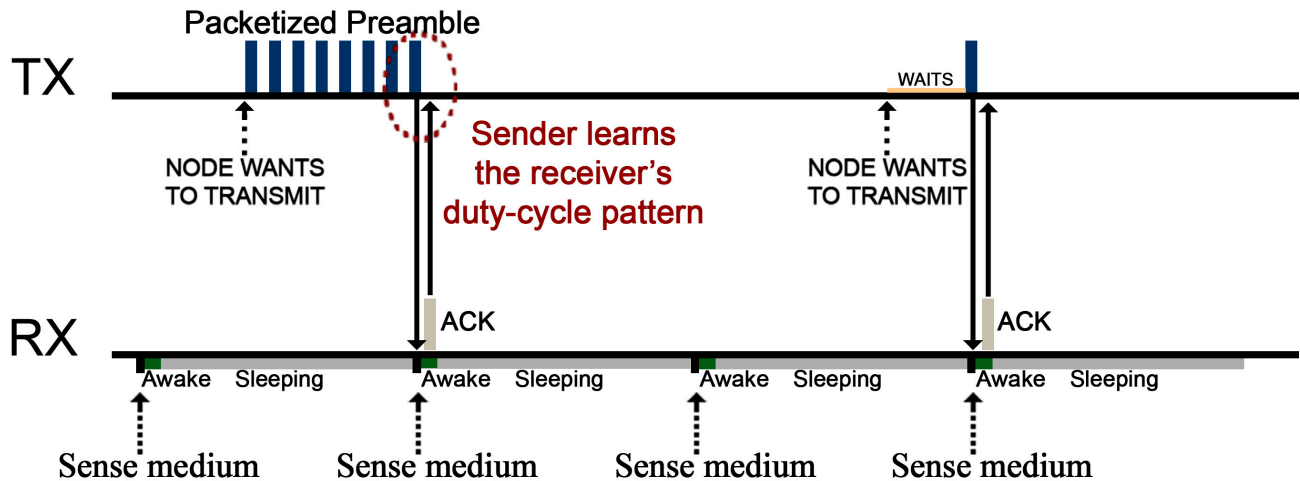 Packetized Preamble
TX
WAITS
NODE WANTS
TO TRANSMIT
Sender learns
the receiver's
duty-cycle pattern
NODE WANTS
TO TRANSMIT
RX
ACK
ACK
Awake Sleeping Awake Sleeping Awake Sleeping Awake Sleeping
Sense medium Sense medium Sense medium Sense medium